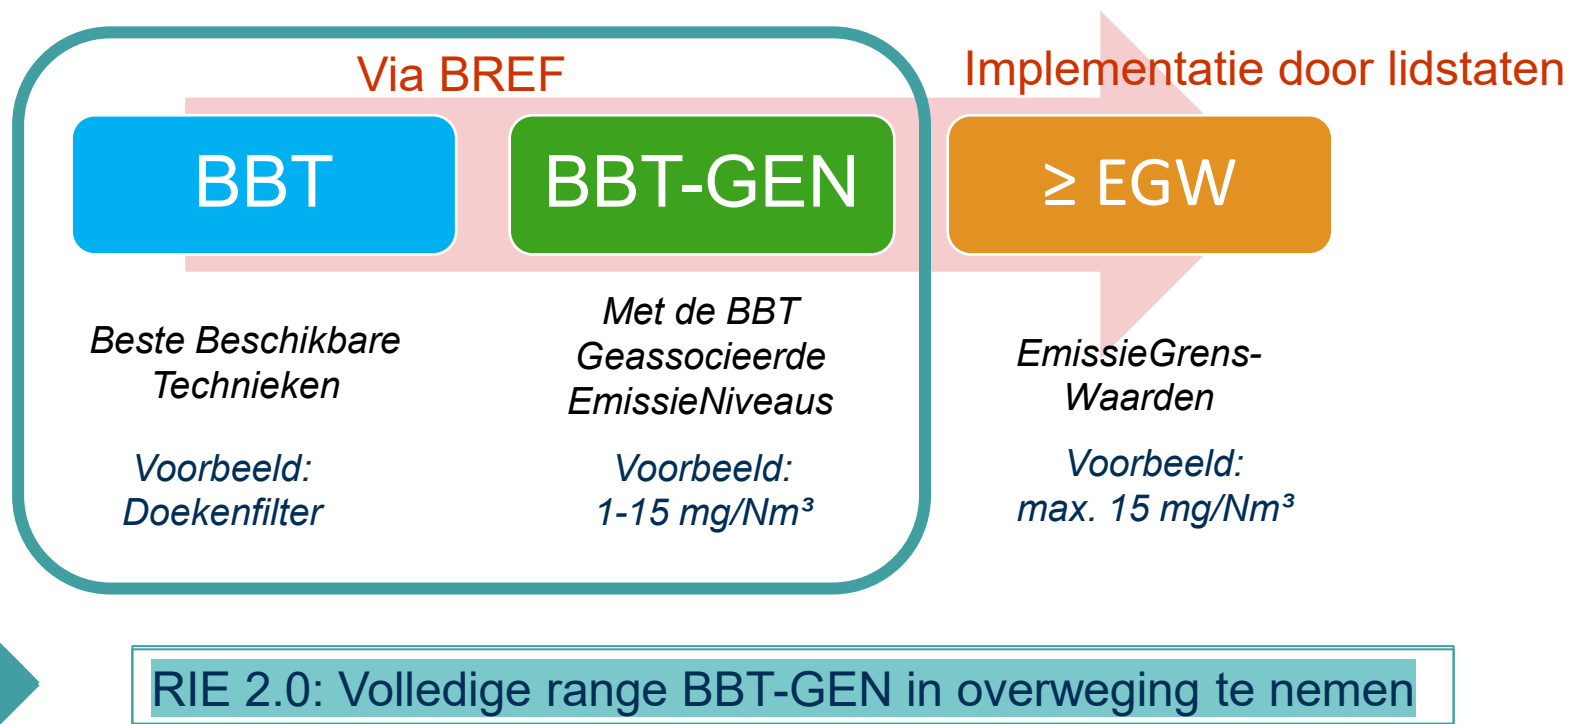 Via BREF
Implementatie door lidstaten
BBT
BBT-GEN
≥ EGW
Beste Beschikbare
Technieken
Voorbeeld:
Doekenfilter
Met de BBT
Geassocieerde
EmissieNiveaus
Voorbeeld:
1-15 mg/Nm³
EmissieGrens-
Waarden
Voorbeeld:
max. 15 mg/Nm³
RIE 2.0: Volledige range BBT-GEN in overweging te nemen